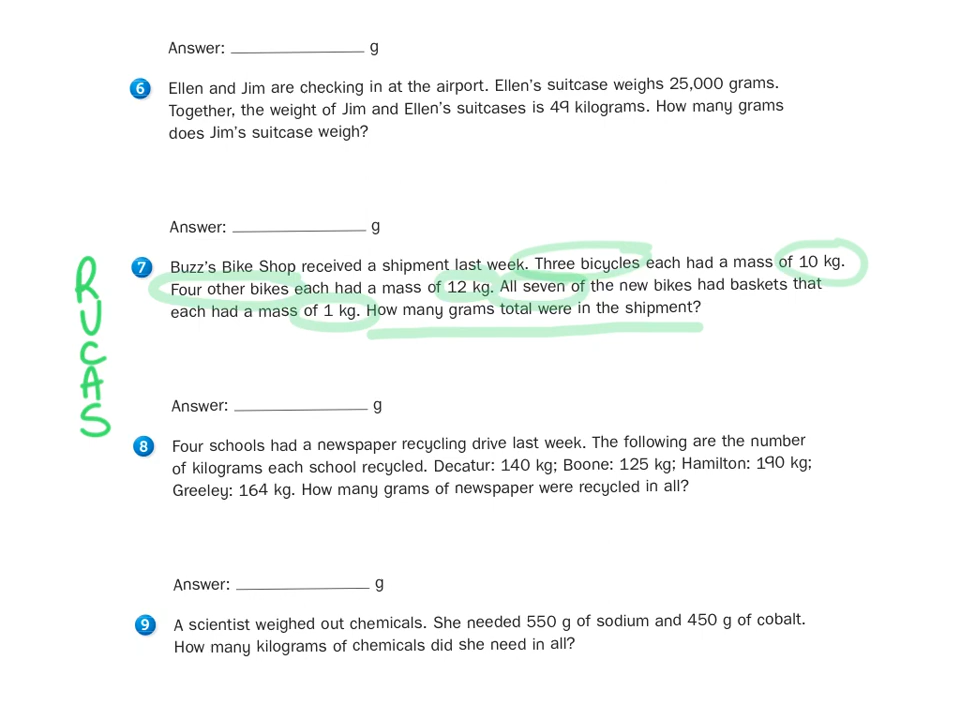 Answer: ____________ g
6 Ellen and Jim are checking in at the airport. Ellen's suitcase weighs 25,000 grams.
Together, the weight of Jim and Ellen's suitcases is 49 kilograms. How many grams
does Jim's suitcase weigh?
Answer: ____________ g
7 Buzz's Bike Shop received a shipment last week. Three bicycles each had a mass of 10 kg.
Four other bikes each had a mass of 12 kg. All seven of the new bikes had baskets that
each had a mass of 1 kg. How many grams total were in the shipment?
R
U
C
A
S
Answer: ____________ g
8 Four schools had a newspaper recycling drive last week. The following are the number
of kilograms each school recycled. Decatur: 140 kg; Boone: 125 kg; Hamilton: 190 kg;
Greeley: 164 kg. How many grams of newspaper were recycled in all?
Answer: ____________ g
9 A scientist weighed out chemicals. She needed 550 g of sodium and 450 g of cobalt.
How many kilograms of chemicals did she need in all?